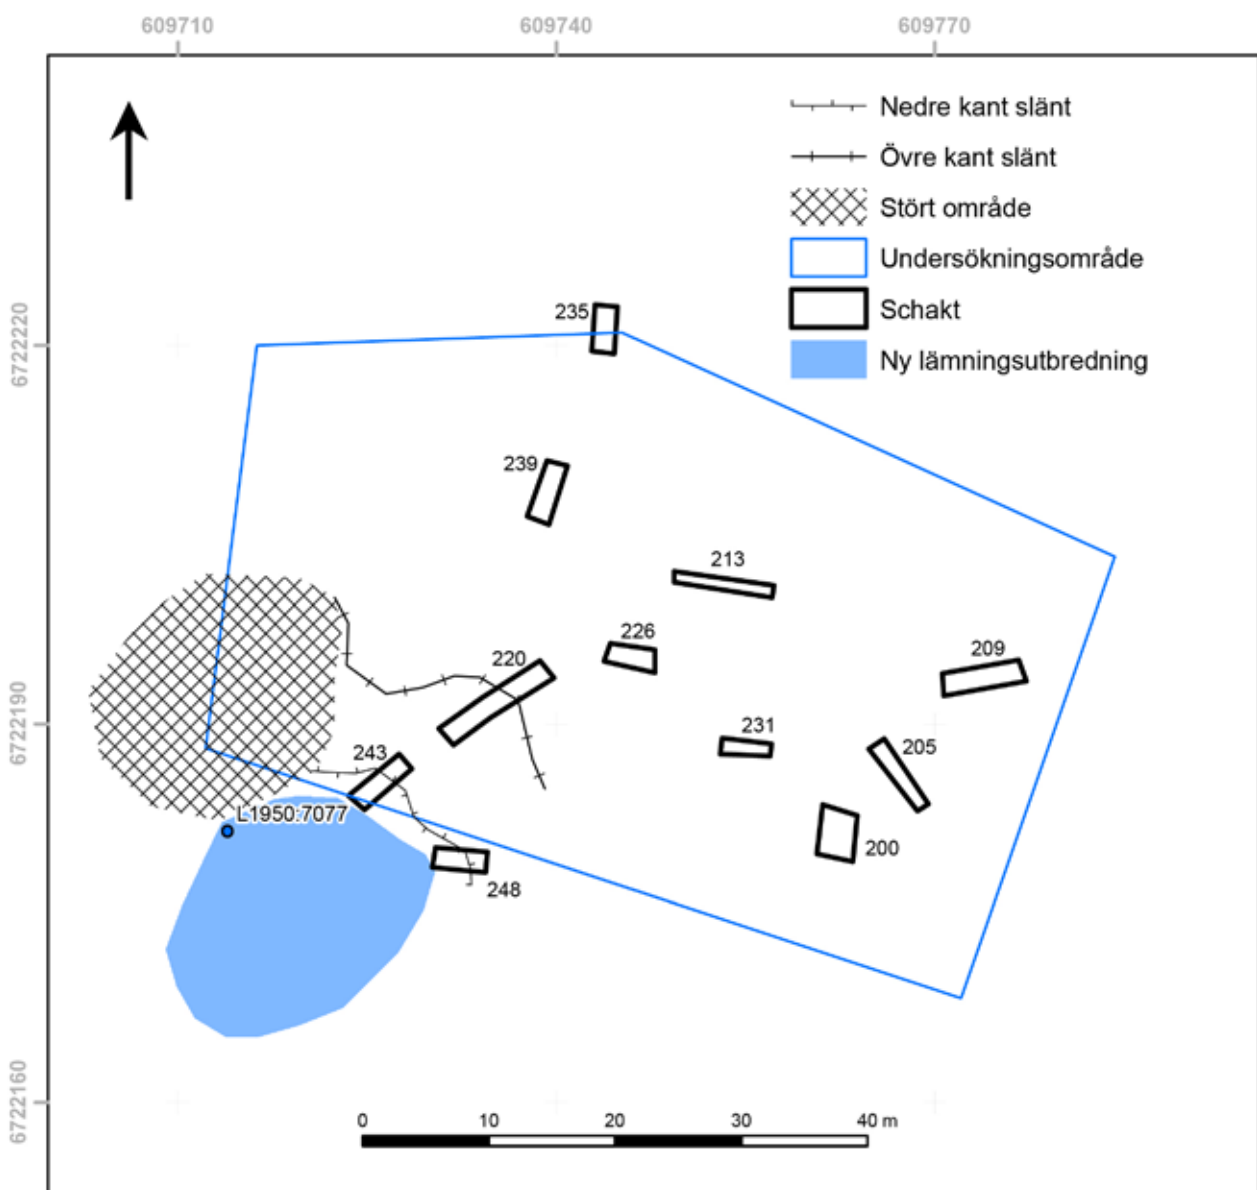 609710
609740
609770
Nedre kant slänt
Övre kant slänt
Stört område
Undersökningsområde
Schakt
Ny lämningsutbredning
6722220
235
239
213
226
220
209
6722190
231
243
205
L1950:7077
200
248
6722160
0 10 20 30 40 m